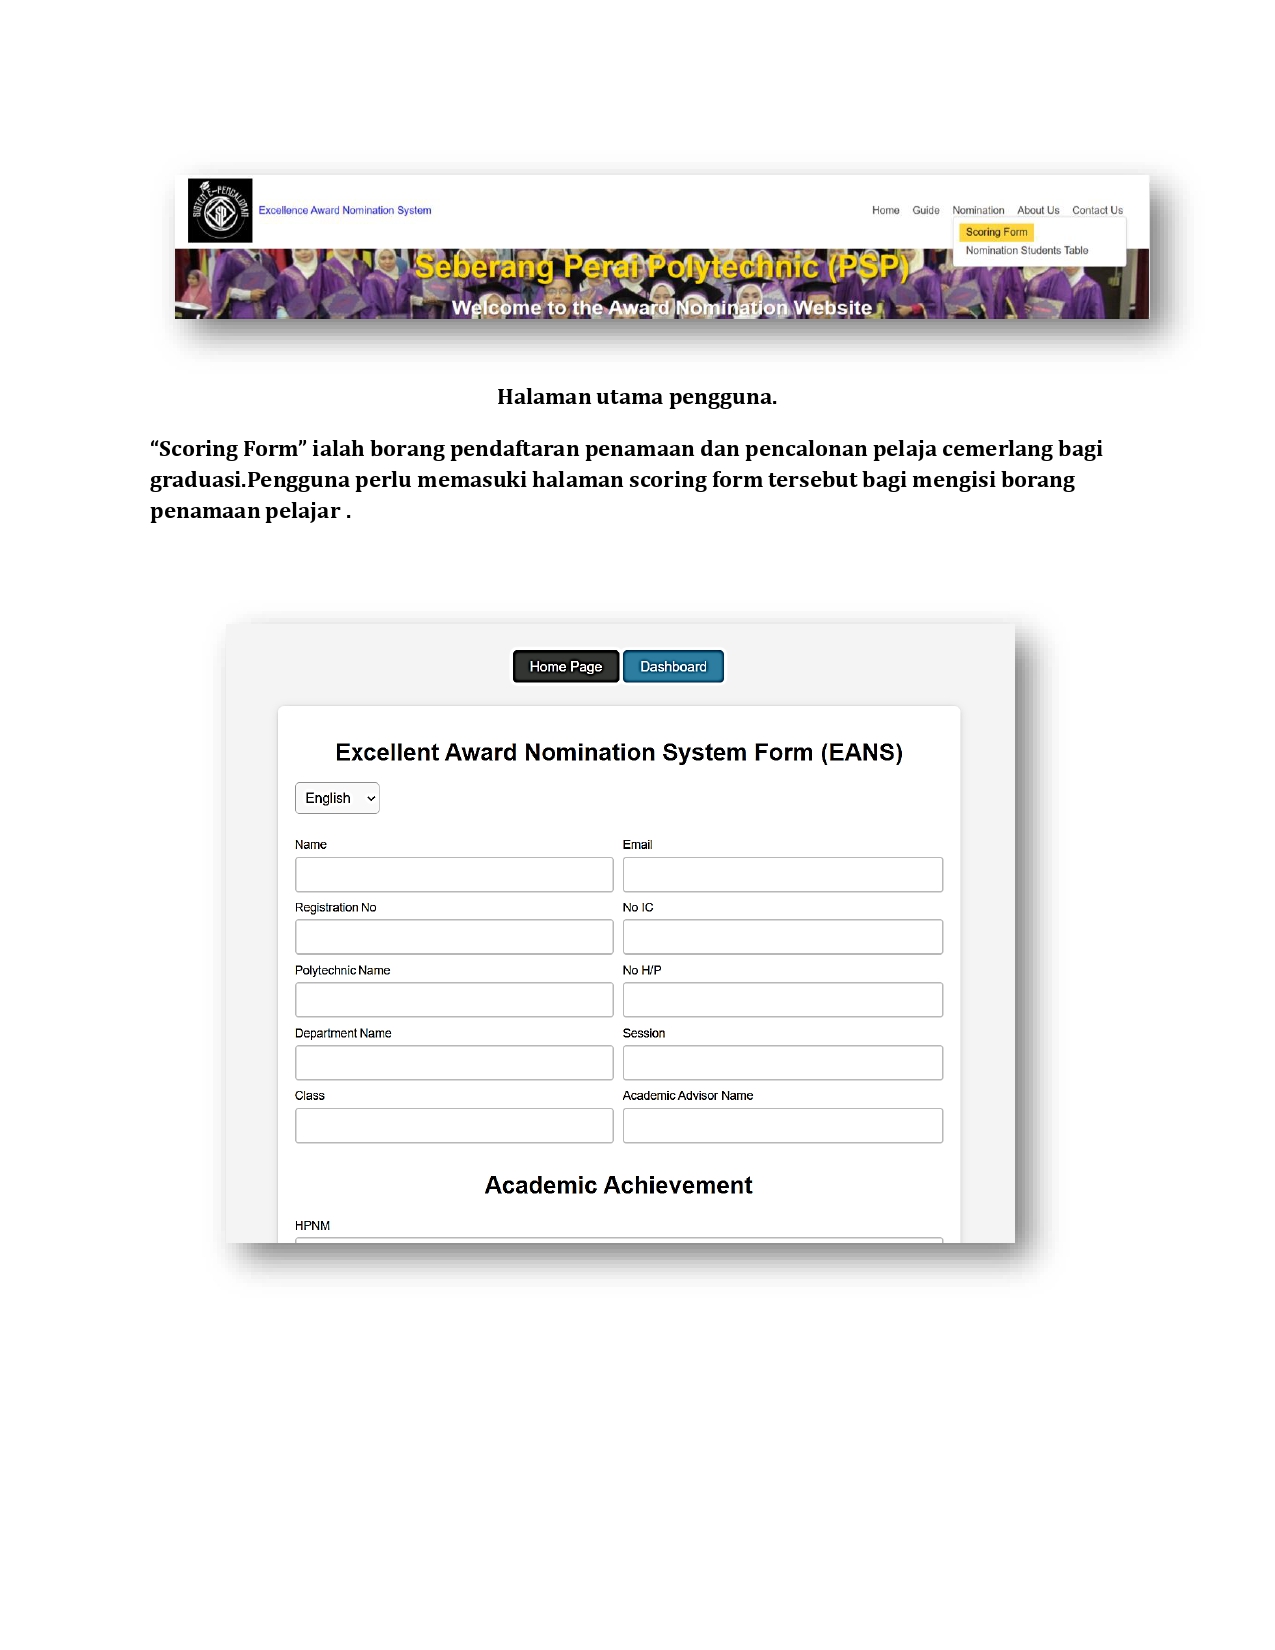 SISTEM E-PENCALONAN
PSP
Excellence Award Nomination System
Home Guide Nomination About Us Contact Us
Scoring Form
Nomination Students Table
Seberang Perai Polytechnic (PSP)
Welcome to the Award Nomination Website
Halaman utama pengguna.
“Scoring Form” ialah borang pendaftaran penamaan dan pencalonan pelaja cemerlang bagi
graduasi.Pengguna perlu memasuki halaman scoring form tersebut bagi mengisi borang
penamaan pelajar .
Home Page Dashboard
Excellent Award Nomination System Form (EANS)
English
Name Email
Registration No No IC
Polytechnic Name No H/P
Department Name Session
Class Academic Advisor Name
Academic Achievement
HPNM